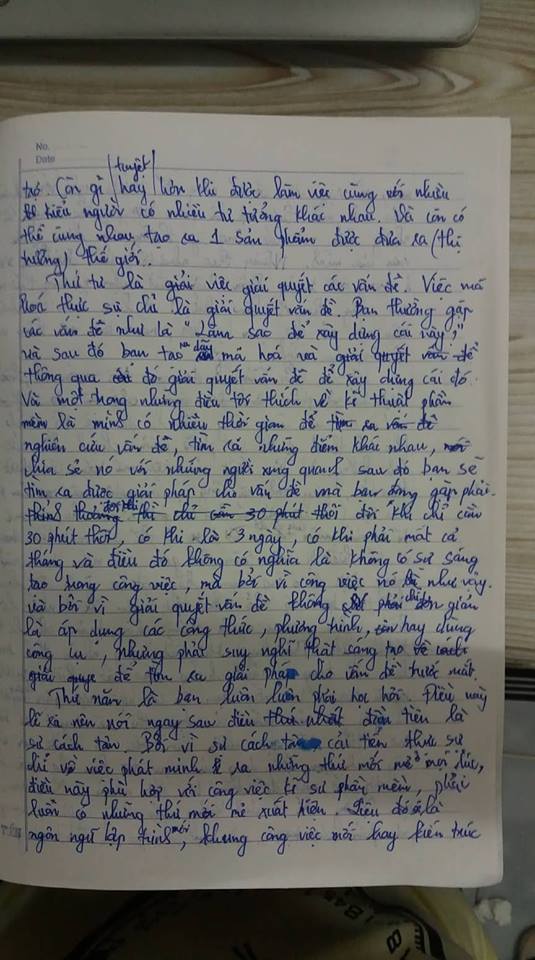 No.
Date
tuyệt
trò. Còn gì hay hơn khi được làm việc cùng với nhiều
kiểu người có nhiều tư tưởng khác nhau. Và còn có
thể cùng nhau tạo ra 1 sản phẩm được đưa ra (thị
trường) thế giới..
Thứ tư là giải việc giải quyết các vấn đề. Việc mã
hoá thực sự chỉ là giải quyết vấn đề. Bạn thường gặp
các vấn đề như là "Làm sao để xây dựng cái này,"
và sau đó bạn tạo ra dãy mã hoá và giải quyết vấn đề
thông qua đó giải quyết vấn đề để xây dựng cái đó.
Và một trong những điều tôi thích về kĩ thuật phần
mềm là mình có nhiều thời gian để tìm ra vấn đề
nghiên cứu vấn đề, tìm ra những điểm khác nhau, mới
chia sẻ nó với những người xung quanh sau đó bạn sẽ
tìm ra được giải pháp cho vấn đề mà bạn đang gặp phải.
thỉnh thoảng thì chỉ cần 30 phút thôi đôi khi chỉ cần
30 phút thôi, có khi là 3 ngày, có khi phải mất cả
tháng và điều đó không có nghĩa là không có sự sáng
tạo trong công việc, mà bởi vì công việc nó là như vậy.
và bởi vì giải quyết vấn đề không phải chỉ đơn giản
là áp dụng các công thức, phương trình, hay dùng
công cụ, nhưng phải suy nghĩ thật sáng tạo về cách
giải quyết để tìm ra giải pháp cho vấn đề trước mắt.
Thứ năm là bạn luôn luôn phải học hỏi. Điều này
lẽ ra nên nói ngay sau điều thứ nhất đầu tiên là
sự cách tân. Bởi vì sự cách tân cải tiến thực sự
chỉ về việc phát minh ra những thứ mới mẻ mọi lúc,
điều này phù hợp với công việc kĩ sư phần mềm, phải
luôn có những thứ mới mẻ xuất hiện. Điều đó là
ngôn ngữ lập trình mới, khung công việc mới hay kiến trúc